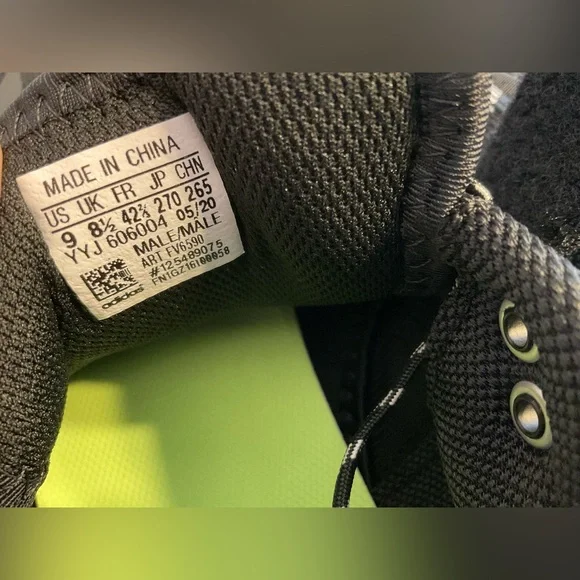 MADE IN CHINA
US UK FR JP CHN
9 8½ 42⅔ 270 265
YYJ 606004 05/20
MALE/MALE
ART FV6590
#125489075
FN1GZ16I00058
adidas